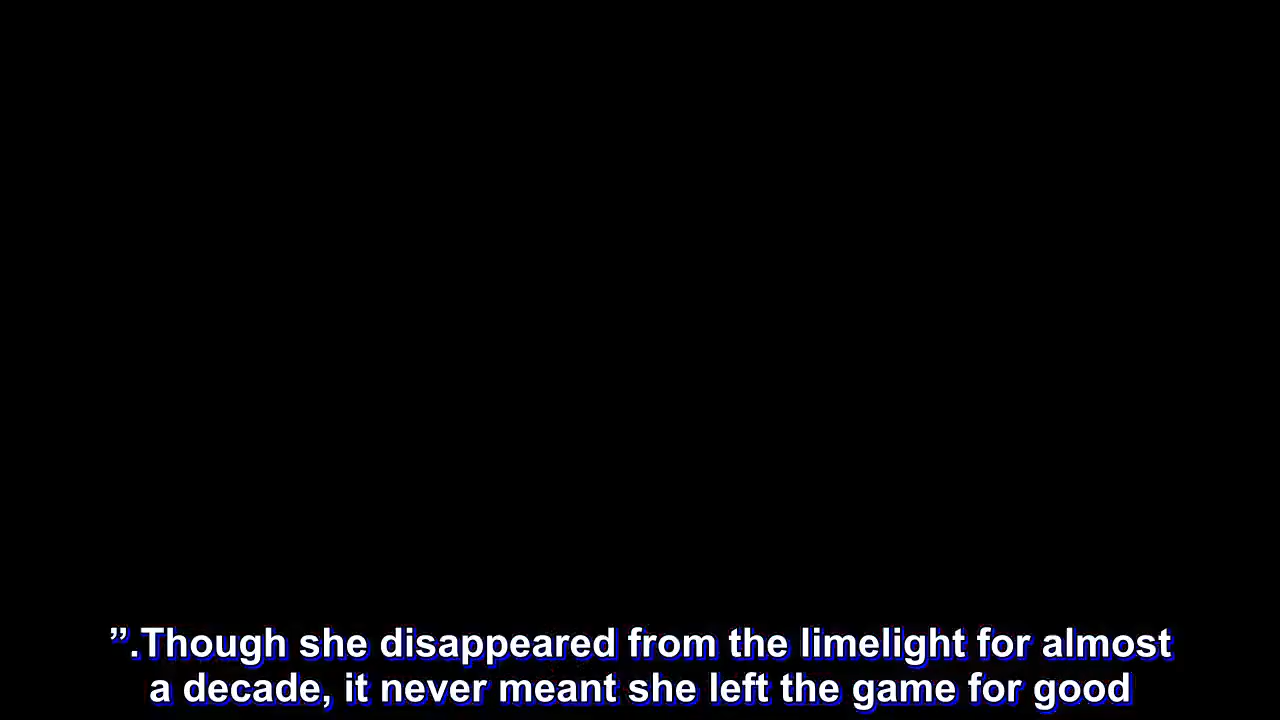 ”.Though she disappeared from the limelight for almost
a decade, it never meant she left the game for good